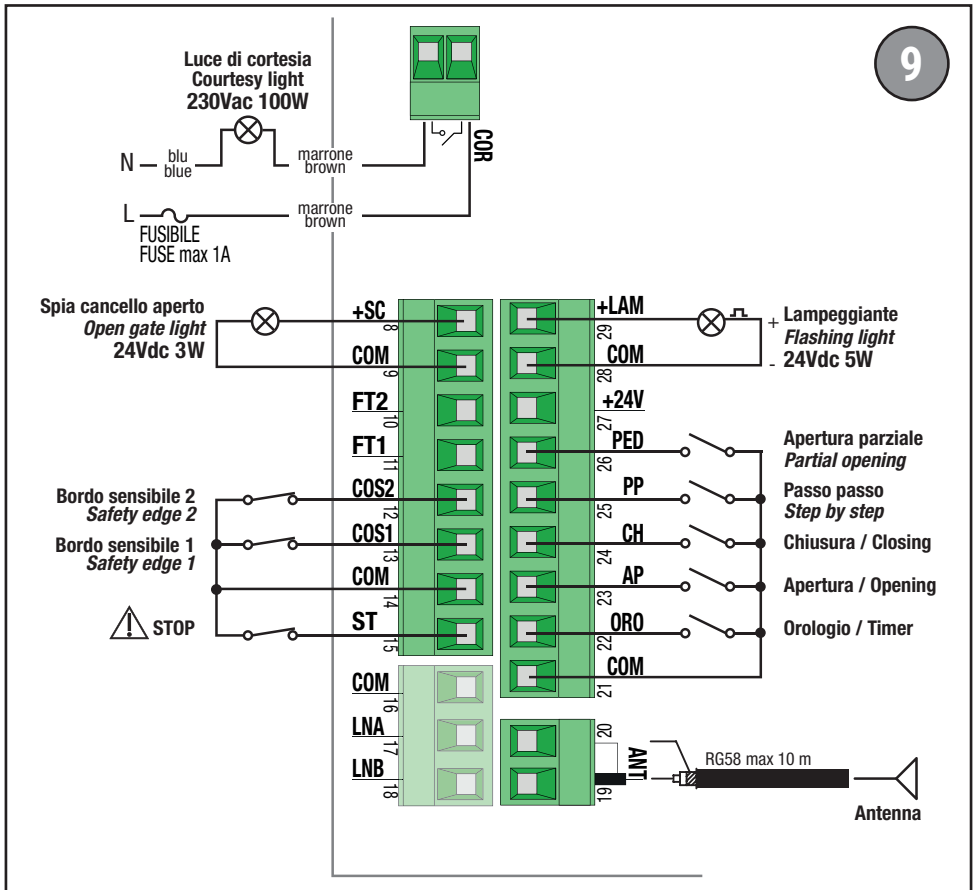 9
Luce di cortesia
Courtesy light
230Vac 100W
N
blu
blue
marrone
brown
COR
L
marrone
brown
FUSIBILE
FUSE max 1A
Spia cancello aperto
Open gate light
24Vdc 3W
+SC
8
COM
9
FT2
10
FT1
11
Bordo sensibile 2
Safety edge 2
COS2
12
Bordo sensibile 1
Safety edge 1
COS1
13
COM
14
STOP
ST
15
COM
16
LNA
17
LNB
18
+LAM
29
+ Lampeggiante
Flashing light
- 24Vdc 5W
COM
28
+24V
27
PED
26
Apertura parziale
Partial opening
PP
25
Passo passo
Step by step
CH
24
Chiusura / Closing
AP
23
Apertura / Opening
ORO
22
Orologio / Timer
COM
21
20
ANT
19
RG58 max 10 m
Antenna